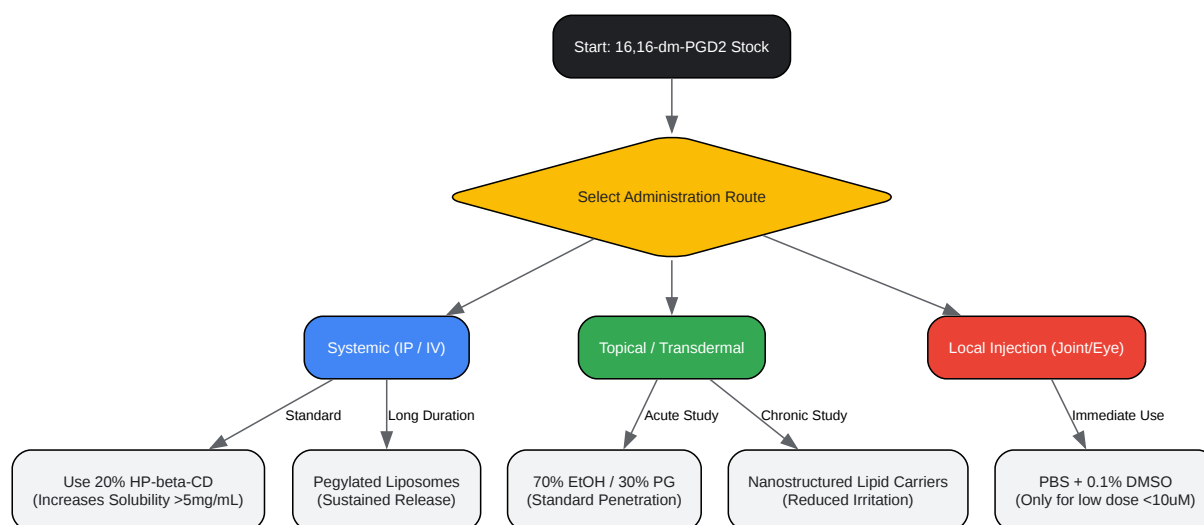 Start: 16,16-dm-PGD2 Stock
Select Administration Route
Systemic (IP / IV)
Topical / Transdermal
Local Injection (Joint/Eye)
Standard
Long Duration
Acute Study
Chronic Study
Immediate Use
Use 20% HP-beta-CD
(Increases Solubility >5mg/mL)
Pegylated Liposomes
(Sustained Release)
70% EtOH / 30% PG
(Standard Penetration)
Nanostructured Lipid Carriers
(Reduced Irritation)
PBS + 0.1% DMSO
(Only for low dose <10uM)